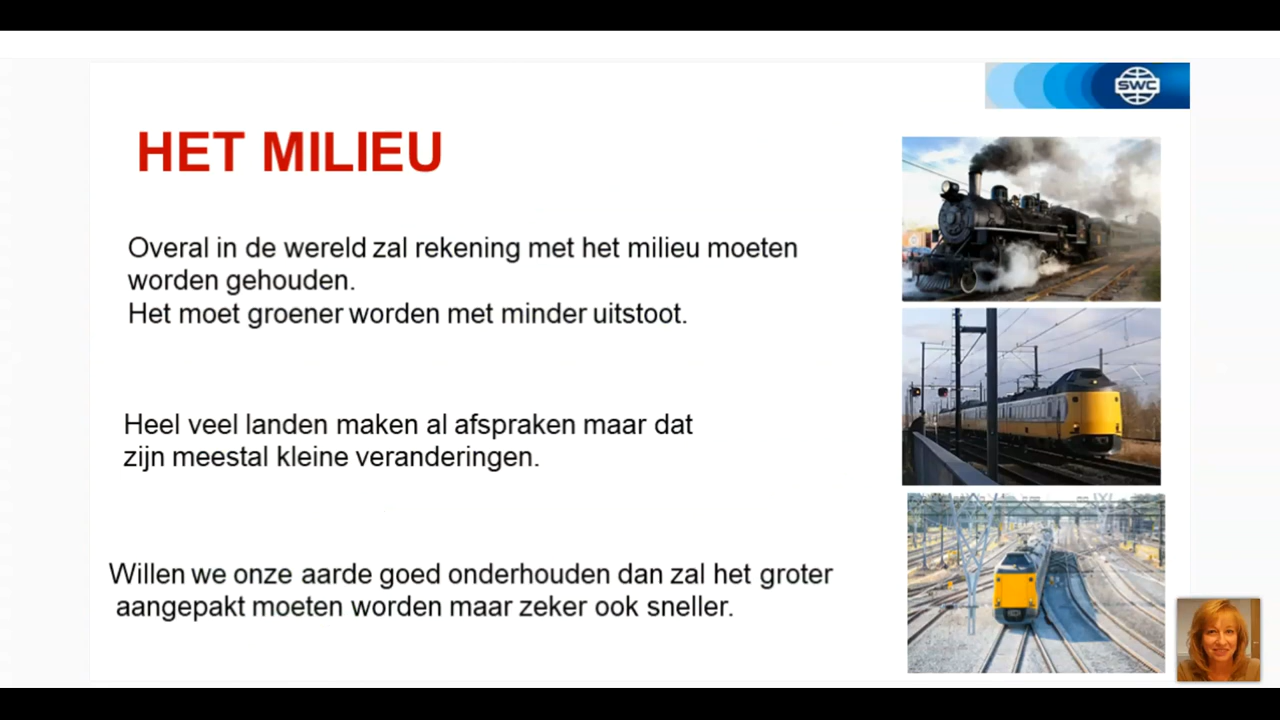 SWC
HET MILIEU
Overal in de wereld zal rekening met het milieu moeten
worden gehouden.
Het moet groener worden met minder uitstoot.
Heel veel landen maken al afspraken maar dat
zijn meestal kleine veranderingen.
Willen we onze aarde goed onderhouden dan zal het groter
aangepakt moeten worden maar zeker ook sneller.